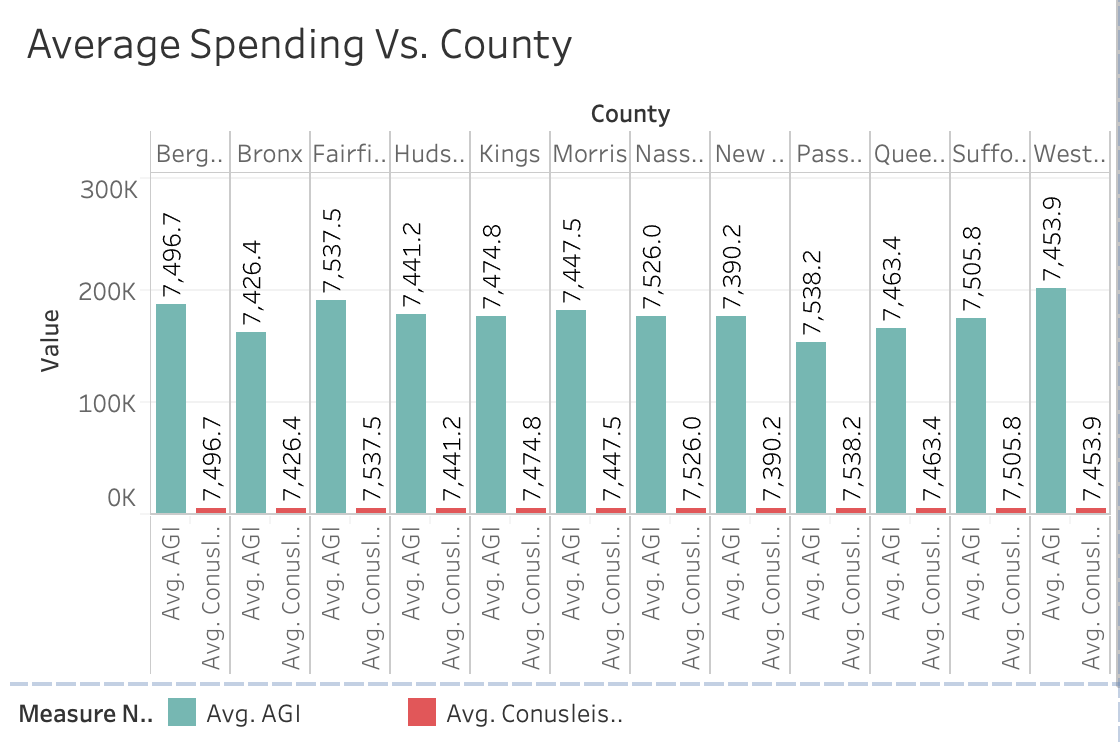 Average Spending Vs. County
County
Berg.. Bronx Fairfi.. Huds.. Kings Morris Nass.. New .. Pass.. Quee.. Suffo.. West..
300K
200K
100K
0K
Value
7,496.7 7,426.4 7,537.5 7,441.2 7,474.8 7,447.5 7,526.0 7,390.2 7,538.2 7,463.4 7,505.8 7,453.9
7,496.7 7,426.4 7,537.5 7,441.2 7,474.8 7,447.5 7,526.0 7,390.2 7,538.2 7,463.4 7,505.8 7,453.9
Avg. AGI
Avg. Conusl..
Avg. AGI
Avg. Conusl..
Avg. AGI
Avg. Conusl..
Avg. AGI
Avg. Conusl..
Avg. AGI
Avg. Conusl..
Avg. AGI
Avg. Conusl..
Avg. AGI
Avg. Conusl..
Avg. AGI
Avg. Conusl..
Avg. AGI
Avg. Conusl..
Avg. AGI
Avg. Conusl..
Avg. AGI
Avg. Conusl..
Avg. AGI
Avg. Conusl..
Measure N.. Avg. AGI Avg. Conusleis..